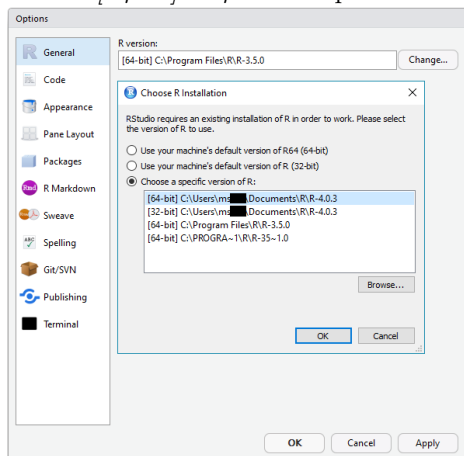 Options
General
Code
Appearance
Pane Layout
Packages
Rmd R Markdown
Sweave
ABC Spelling
Git/SVN
Publishing
Terminal
R version:
[64-bit] C:\Program Files\R\R-3.5.0
Change...
Choose R Installation
RStudio requires an existing installation of R in order to work. Please select
the version of R to use.
Use your machine's default version of R64 (64-bit)
Use your machine's default version of R (32-bit)
Choose a specific version of R:
[64-bit] C:\Users\ms \Documents\R\R-4.0.3
[32-bit] C:\Users\ms \Documents\R\R-4.0.3
[64-bit] C:\Program Files\R\R-3.5.0
[64-bit] C:\PROGRA~1\R\R-35~1.0
Browse...
OK Cancel
OK Cancel Apply